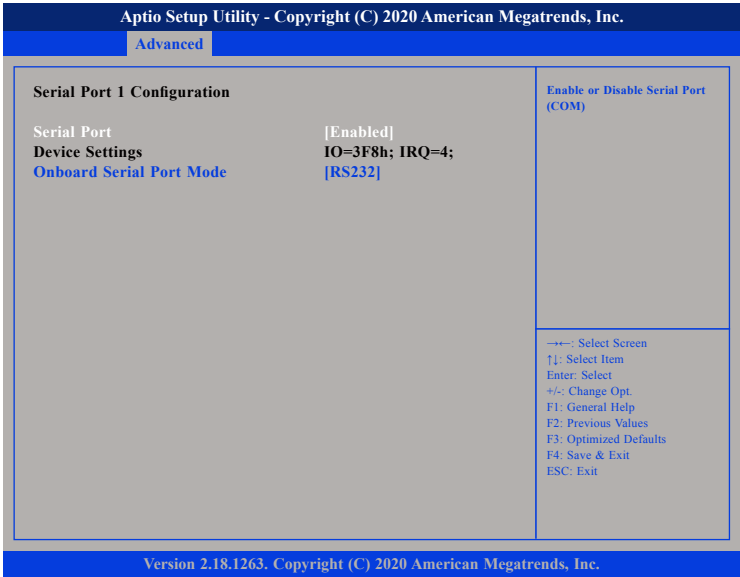 Aptio Setup Utility - Copyright (C) 2020 American Megatrends, Inc.
Advanced
Serial Port 1 Configuration
Serial Port [Enabled]
Device Settings IO=3F8h; IRQ=4;
Onboard Serial Port Mode [RS232]
Enable or Disable Serial Port
(COM)
→←: Select Screen
↑↓: Select Item
Enter: Select
+/-: Change Opt.
F1: General Help
F2: Previous Values
F3: Optimized Defaults
F4: Save & Exit
ESC: Exit
Version 2.18.1263. Copyright (C) 2020 American Megatrends, Inc.